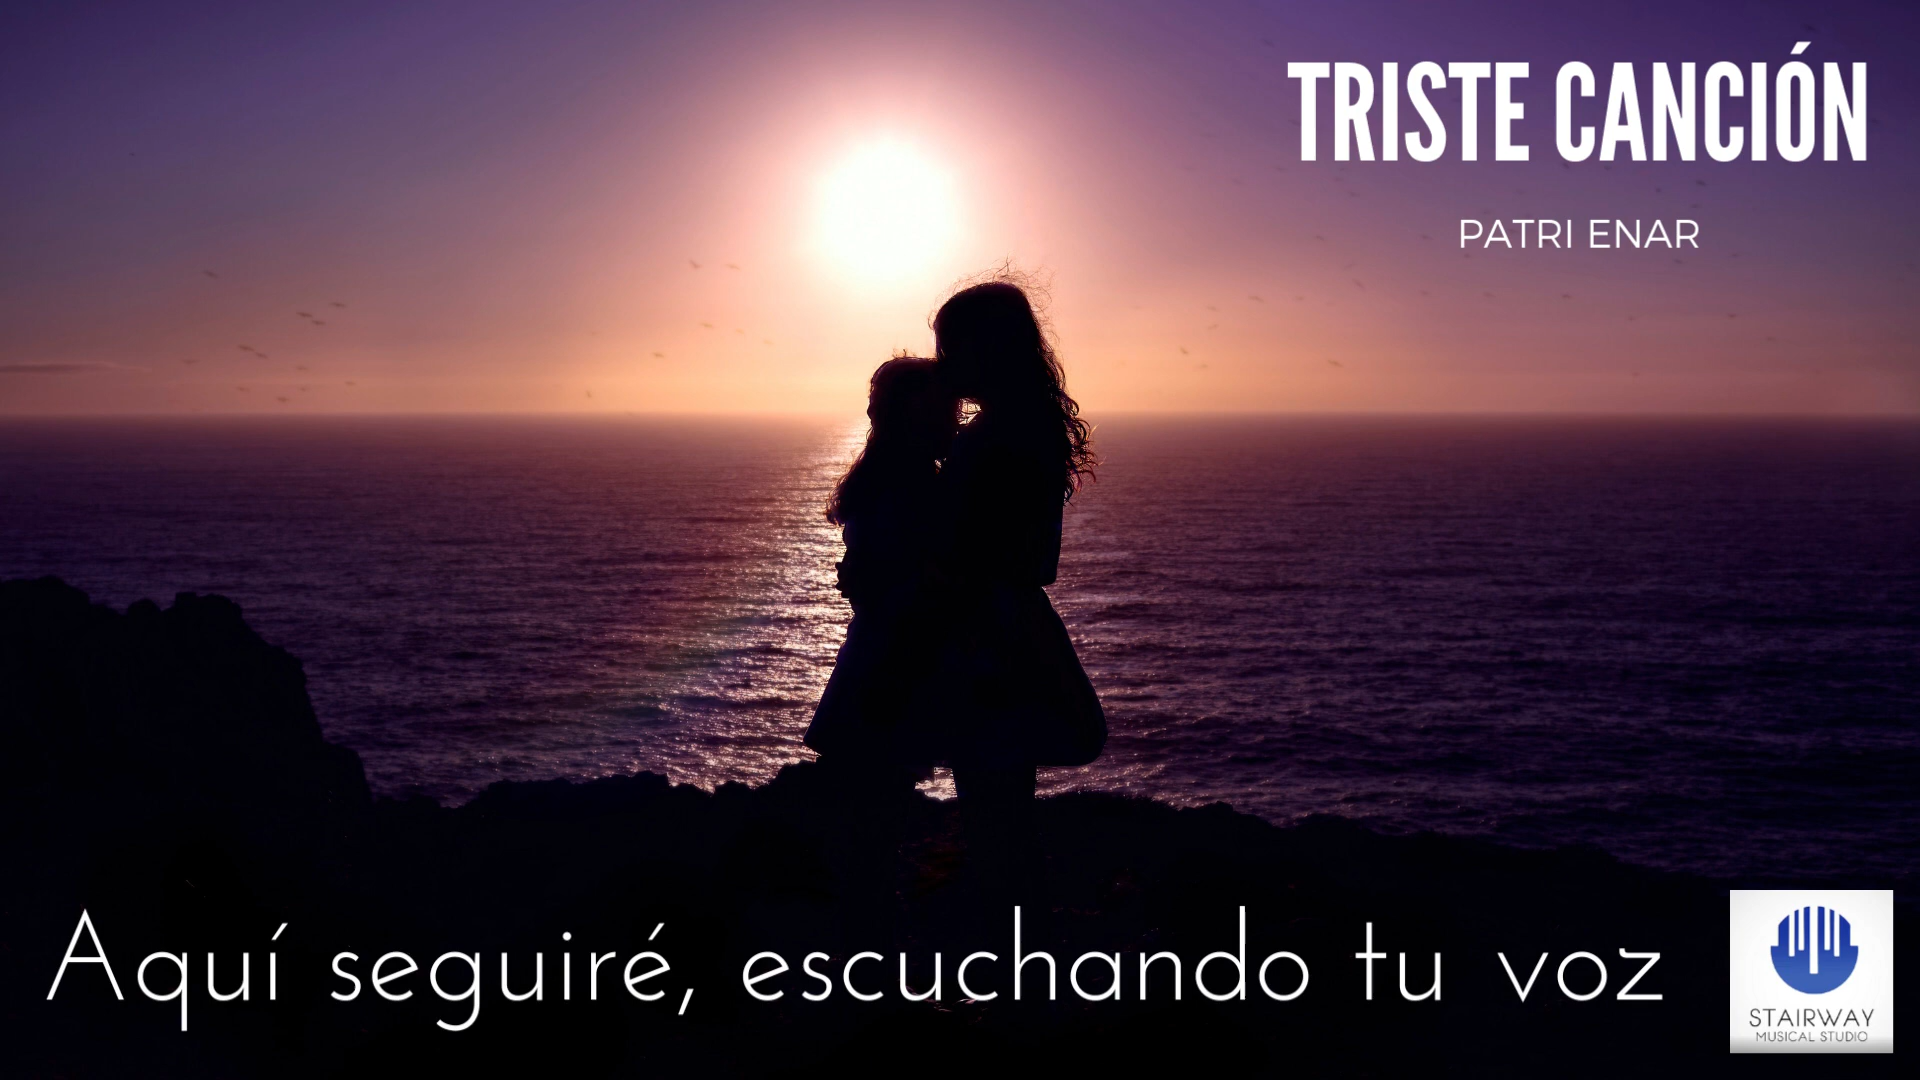 TRISTE CANCIÓN
PATRI ENAR
Aquí seguiré, escuchando tu voz
STAIRWAY
MUSICAL STUDIO